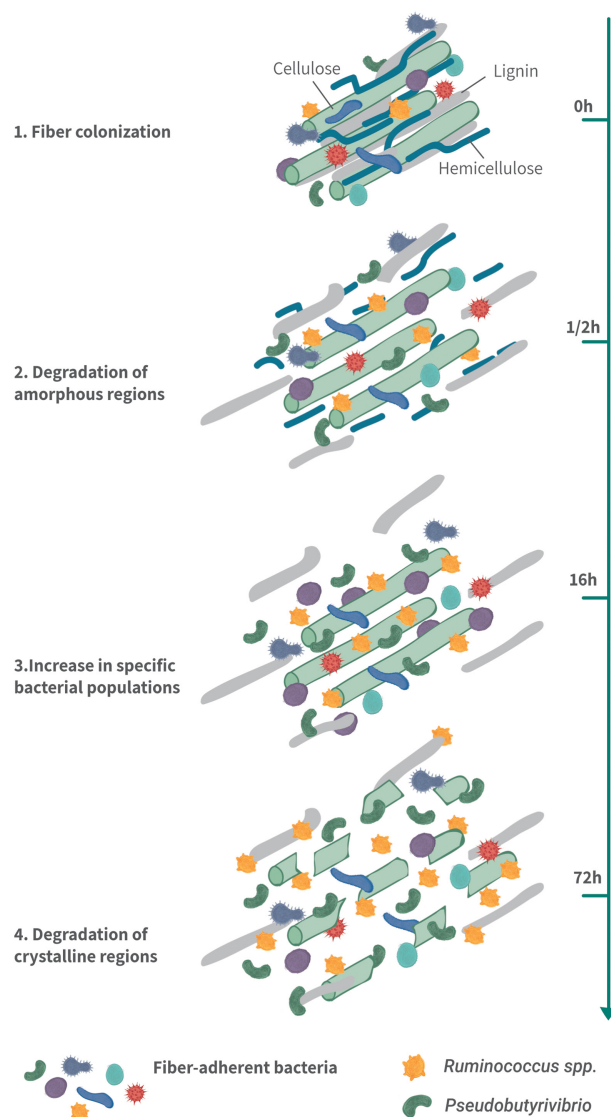 Cellulose
Lignin
0h
1. Fiber colonization
Hemicellulose
1/2h
2. Degradation of
amorphous regions
16h
3.Increase in specific
bacterial populations
72h
4. Degradation of
crystalline regions
Fiber-adherent bacteria
Ruminococcus spp.
Pseudobutyrivibrio